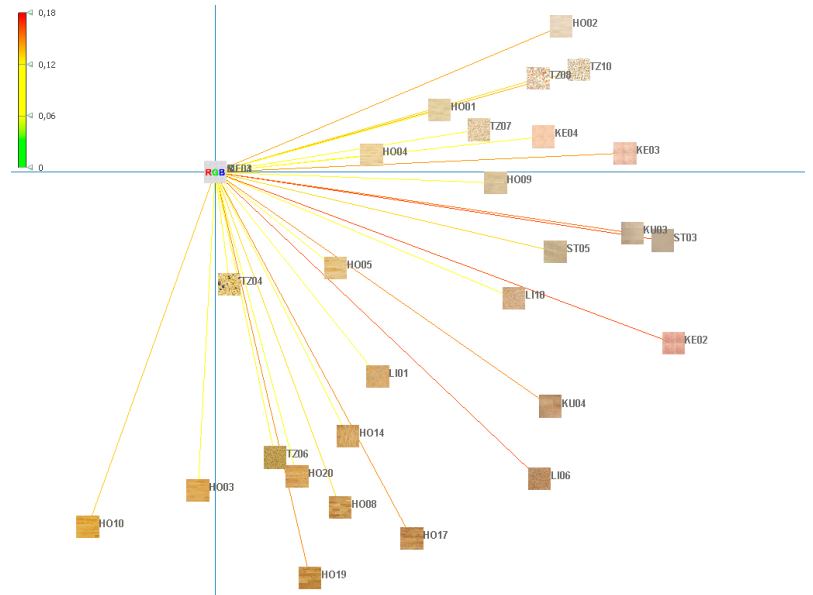 0,18
HO02
0,12
TZ08
TZ10
HO01
0,06
TZ07
KE04
HO04
KE03
0
RGB
HO09
KU03
ST03
ST05
HO05
TZ04
LI10
KE02
LI01
KU04
HO14
TZ06
HO20
LI06
HO03
HO08
HO10
HO17
HO19